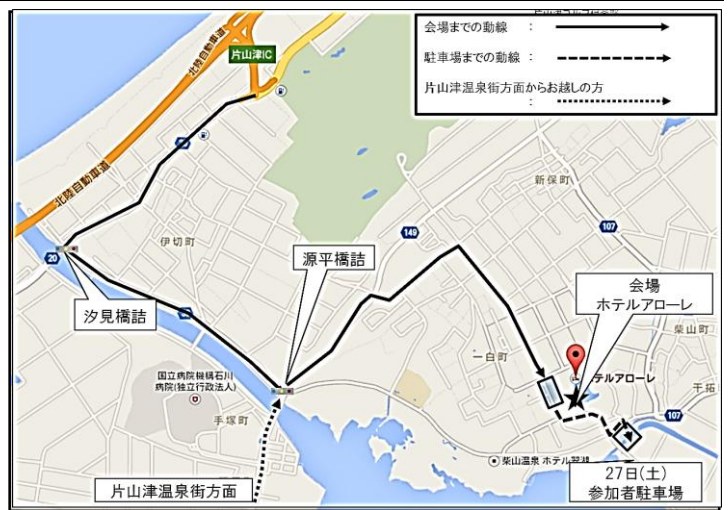 会場までの動線 :
駐車場までの動線 :
片山津温泉街方面からお越しの方
:
北陸自動車道
片山津IC
新保町
149
107
伊切町
源平橋詰
20
北陸自動車道
会場
ホテルアローレ
汐見橋詰
柴山町
一白町
国立病院機構石川
病院(独立行政法人)
ホテルアローレ
干拓
手塚町
107
柴山温泉 ホテル翠湖
27日(土)
参加者駐車場
片山津温泉街方面